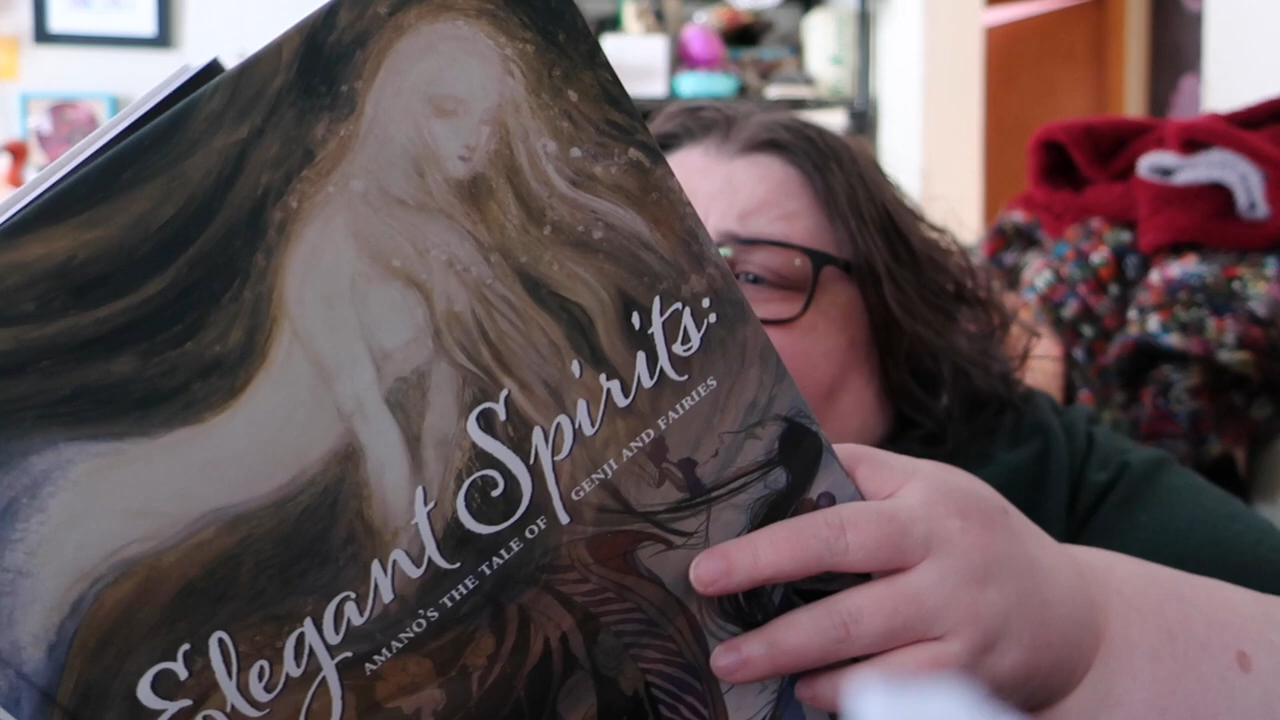 Elegant Spirits:
AMANO'S THE TALE OF GENJI AND FAIRIES